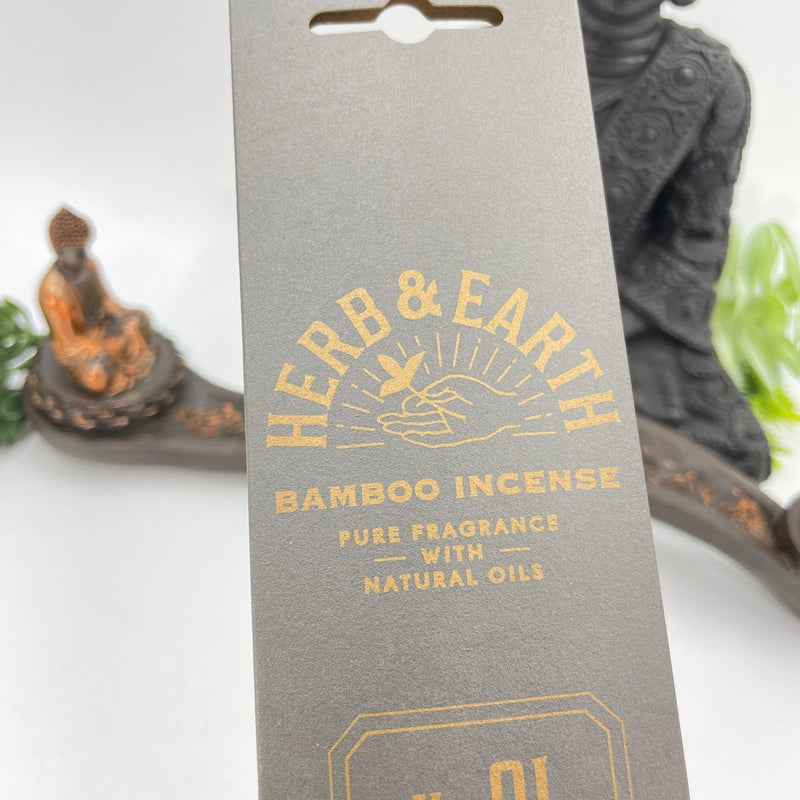 HERB & EARTH
BAMBOO INCENSE
PURE FRAGRANCE
WITH
NATURAL OILS